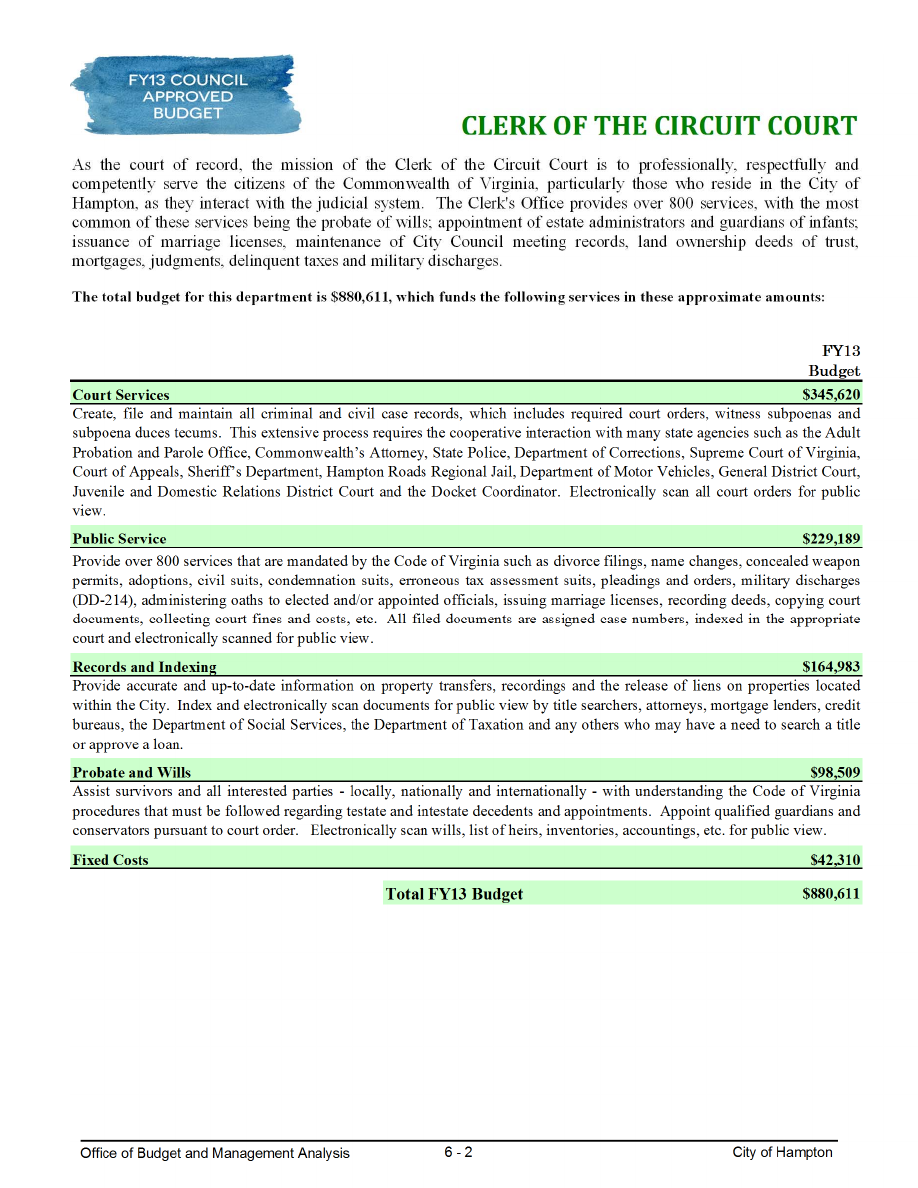 FY13 COUNCIL
APPROVED
BUDGET
CLERK OF THE CIRCUIT COURT
As the court of record, the mission of the Clerk of the Circuit Court is to professionally, respectfully and
competently serve the citizens of the Commonwealth of Virginia, particularly those who reside in the City of
Hampton, as they interact with the judicial system. The Clerk's Office provides over 800 services, with the most
common of these services being the probate of wills; appointment of estate administrators and guardians of infants;
issuance of marriage licenses, maintenance of City Council meeting records, land ownership deeds of trust,
mortgages, judgments, delinquent taxes and military discharges.
The total budget for this department is $880,611, which funds the following services in these approximate amounts:
FY13
Budget
Court Services $345,620
Create, file and maintain all criminal and civil case records, which includes required court orders, witness subpoenas and
subpoena duces tecums. This extensive process requires the cooperative interaction with many state agencies such as the Adult
Probation and Parole Office, Commonwealth's Attorney, State Police, Department of Corrections, Supreme Court of Virginia,
Court of Appeals, Sheriff's Department, Hampton Roads Regional Jail, Department of Motor Vehicles, General District Court,
Juvenile and Domestic Relations District Court and the Docket Coordinator. Electronically scan all court orders for public
view.
Public Service $229,189
Provide over 800 services that are mandated by the Code of Virginia such as divorce filings, name changes, concealed weapon
permits, adoptions, civil suits, condemnation suits, erroneous tax assessment suits, pleadings and orders, military discharges
(DD-214), administering oaths to elected and/or appointed officials, issuing marriage licenses, recording deeds, copying court
documents, collecting court fines and costs, etc. All filed documents are assigned case numbers, indexed in the appropriate
court and electronically scanned for public view.
Records and Indexing $164,983
Provide accurate and up-to-date information on property transfers, recordings and the release of liens on properties located
within the City. Index and electronically scan documents for public view by title searchers, attorneys, mortgage lenders, credit
bureaus, the Department of Social Services, the Department of Taxation and any others who may have a need to search a title
or approve a loan.
Probate and Wills $98,509
Assist survivors and all interested parties - locally, nationally and internationally - with understanding the Code of Virginia
procedures that must be followed regarding testate and intestate decedents and appointments. Appoint qualified guardians and
conservators pursuant to court order. Electronically scan wills, list of heirs, inventories, accountings, etc. for public view.
Fixed Costs $42,310
Total FY13 Budget $880,611
Office of Budget and Management Analysis 6 - 2 City of Hampton